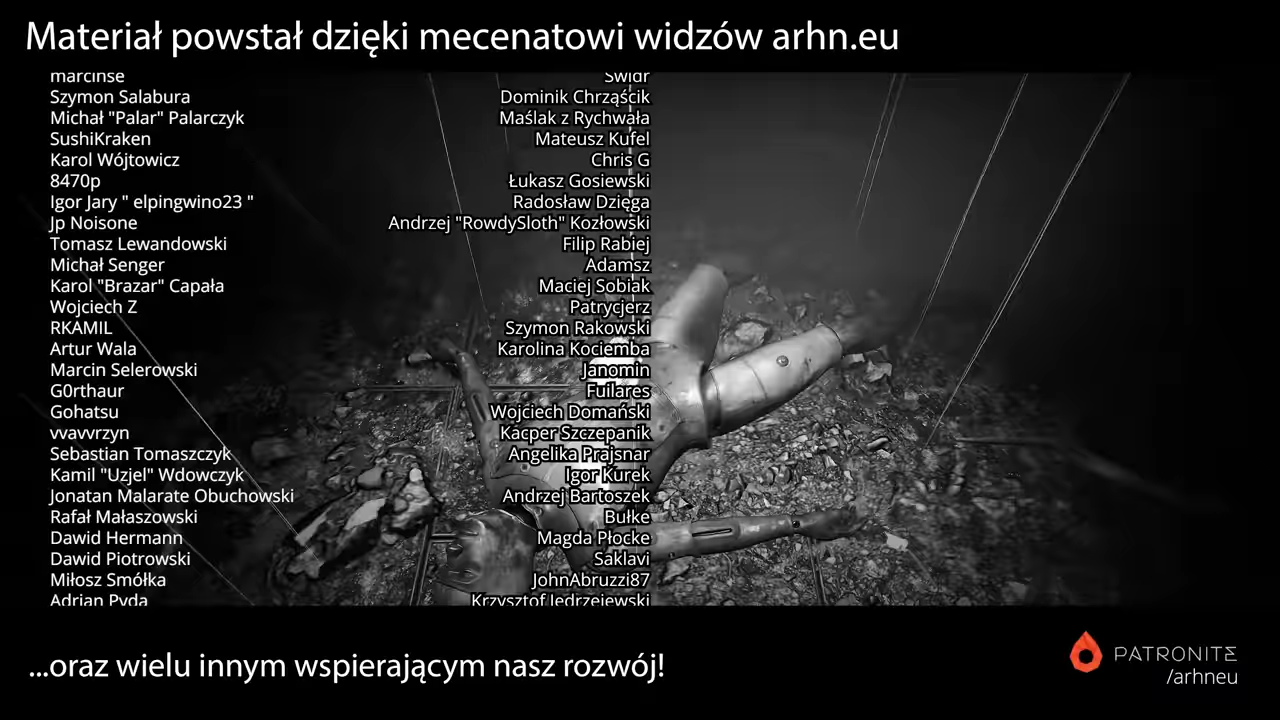 Materiał powstał dzięki mecenatowi widzów arhn.eu
marcinse
Szymon Salabura
Michał "Palar" Palarczyk
SushiKraken
Karol Wójtowicz
8470p
Igor Jary " elpingwino23 "
Jp Noisone
Tomasz Lewandowski
Michał Senger
Karol "Brazar" Capała
Wojciech Z
RKAMIL
Artur Wala
Marcin Selerowski
G0rthaur
Gohatsu
vvavvrzyn
Sebastian Tomaszczyk
Kamil "Uzjel" Wdowczyk
Jonatan Malarate Obuchowski
Rafał Małaszowski
Dawid Hermann
Dawid Piotrowski
Miłosz Smółka
Adrian Pyda
Świdr
Dominik Chrząścik
Maślak z Rychwała
Mateusz Kufel
Chris G
Łukasz Gosiewski
Radosław Dzięga
Andrzej "RowdySloth" Kozłowski
Filip Rabiej
Adamsz
Maciej Sobiak
Patrycjerz
Szymon Rakowski
Karolina Kociemba
Janomin
Fuilares
Wojciech Domański
Kacper Szczepanik
Angelika Prajsnar
Igor Kurek
Andrzej Bartoszek
Bułke
Magda Płocke
Saklavi
JohnAbruzzi87
Krzysztof Jędrzejewski
...oraz wielu innym wspierającym nasz rozwój!
PATRONITE
/arhneu